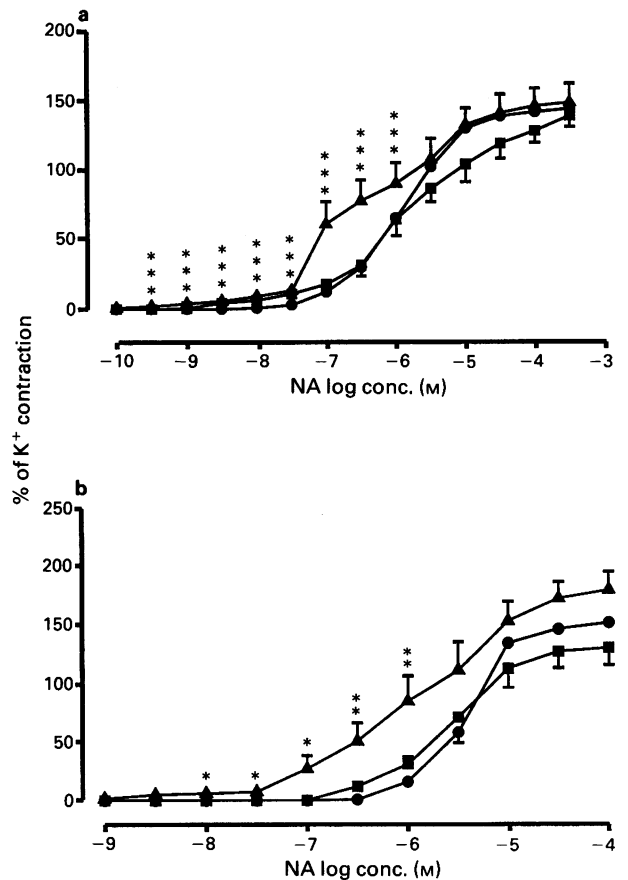 a
200
150
100
50
0
*** *** *** *** *** *** *** ***
−10 −9 −8 −7 −6 −5 −4 −3
NA log conc. (M)
% of K+ contraction
b
250
200
150
100
50
0
* * * ** **
−9 −8 −7 −6 −5 −4
NA log conc. (M)